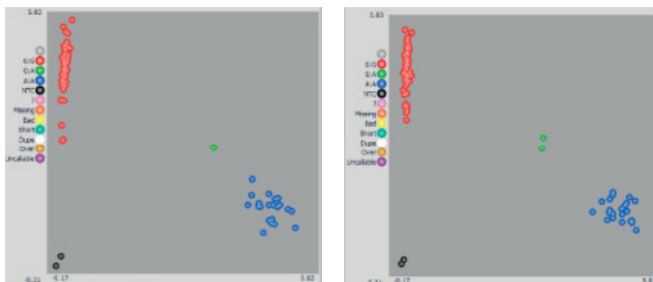 3.82
G:G
G:A
A:A
NTC
?
Missing
Bad
Short
Dupe
Over
Uncallable
-0.17
3.82
3.83
G:G
G:A
A:A
NTC
?
Missing
Bad
Short
Dupe
Over
Uncallable
-0.17